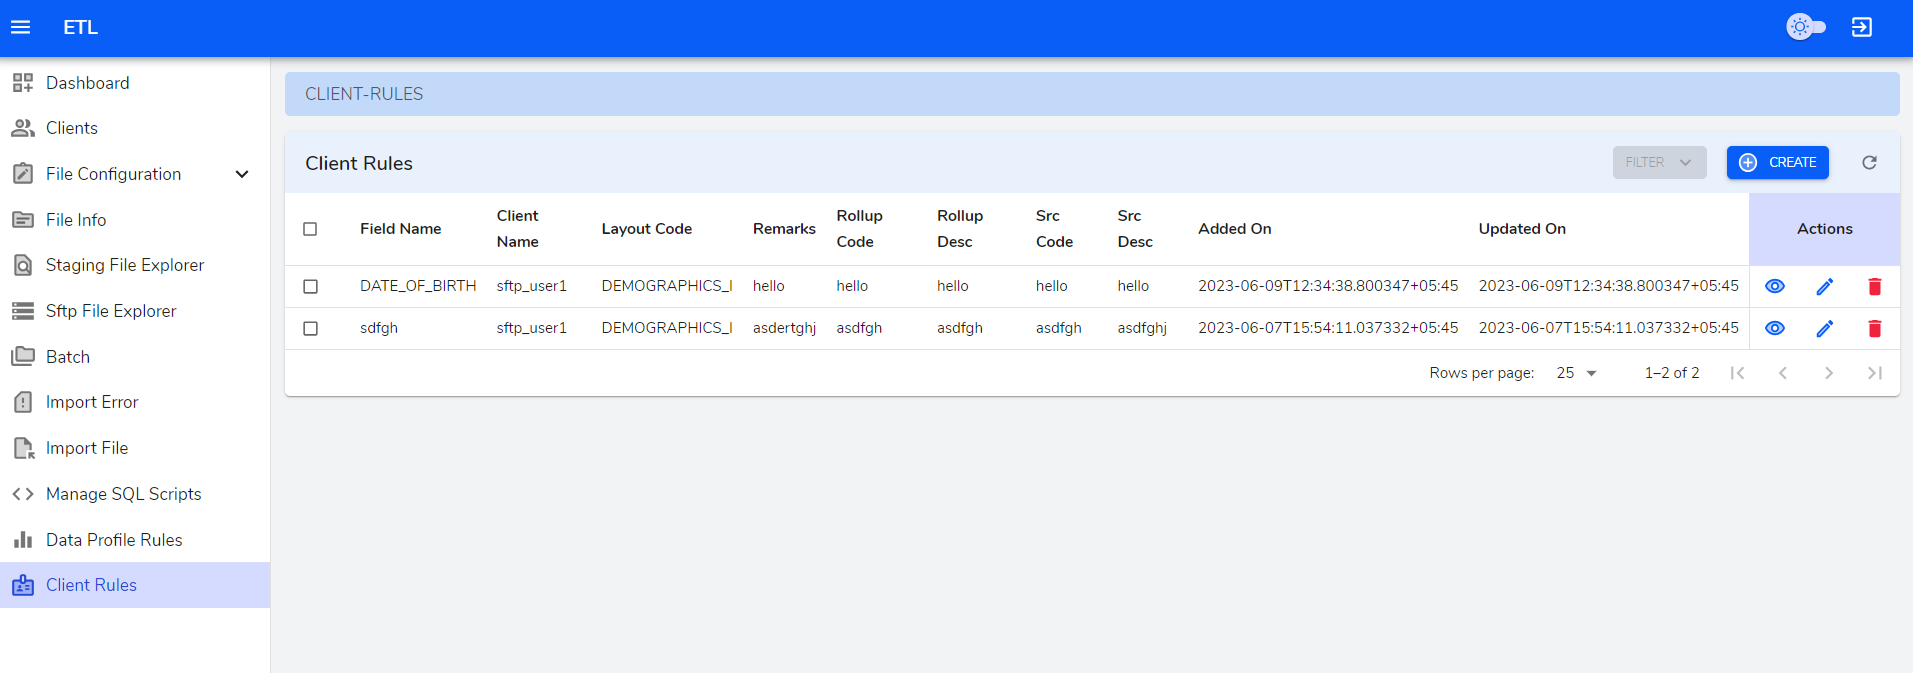 ETL
Dashboard
Clients
File Configuration
File Info
Staging File Explorer
Sftp File Explorer
Batch
Import Error
Import File
Manage SQL Scripts
Data Profile Rules
Client Rules
CLIENT-RULES
Client Rules
FILTER
CREATE
Field Name
Client
Name
Layout Code
Remarks
Rollup
Code
Rollup
Desc
Src
Code
Src
Desc
Added On
Updated On
Actions
DATE_OF_BIRTH sftp_user1 DEMOGRAPHICS_I hello hello hello hello hello 2023-06-09T12:34:38.800347+05:45 2023-06-09T12:34:38.800347+05:45
sdfgh sftp_user1 DEMOGRAPHICS_I asdertghj asdfgh asdfgh asdfgh asdfghj 2023-06-07T15:54:11.037332+05:45 2023-06-07T15:54:11.037332+05:45
Rows per page: 25 1–2 of 2